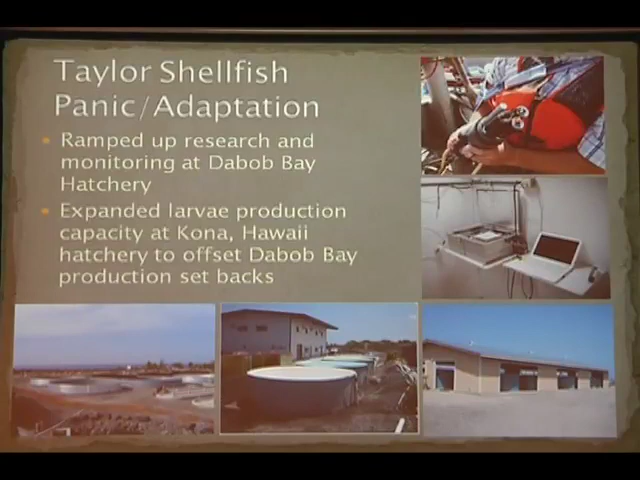 Taylor Shellfish
Panic/Adaptation
Ramped up research and
monitoring at Dabob Bay
Hatchery
Expanded larvae production
capacity at Kona, Hawaii
hatchery to offset Dabob Bay
production set backs